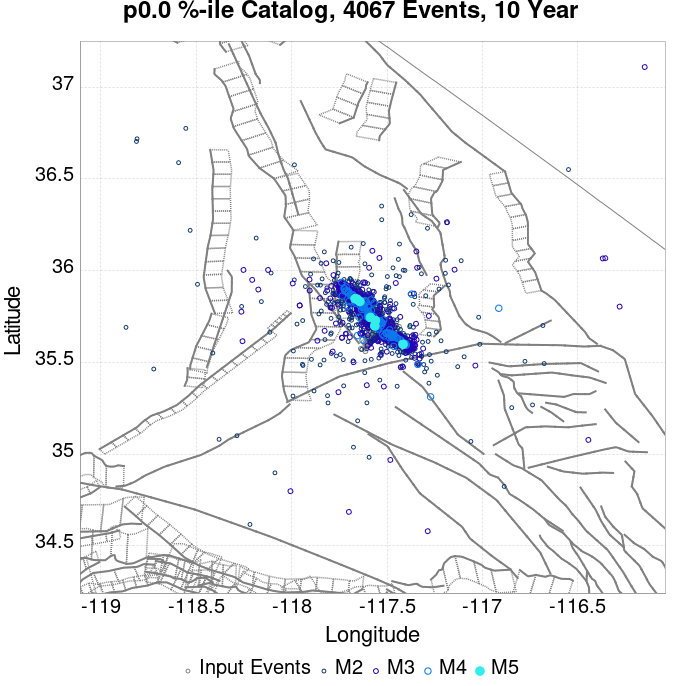 p0.0 %-ile Catalog, 4067 Events, 10 Year
37
36.5
36
35.5
35
34.5
Latitude
-119 -118.5 -118 -117.5 -117 -116.5
Longitude
Input Events M2 M3 M4 M5